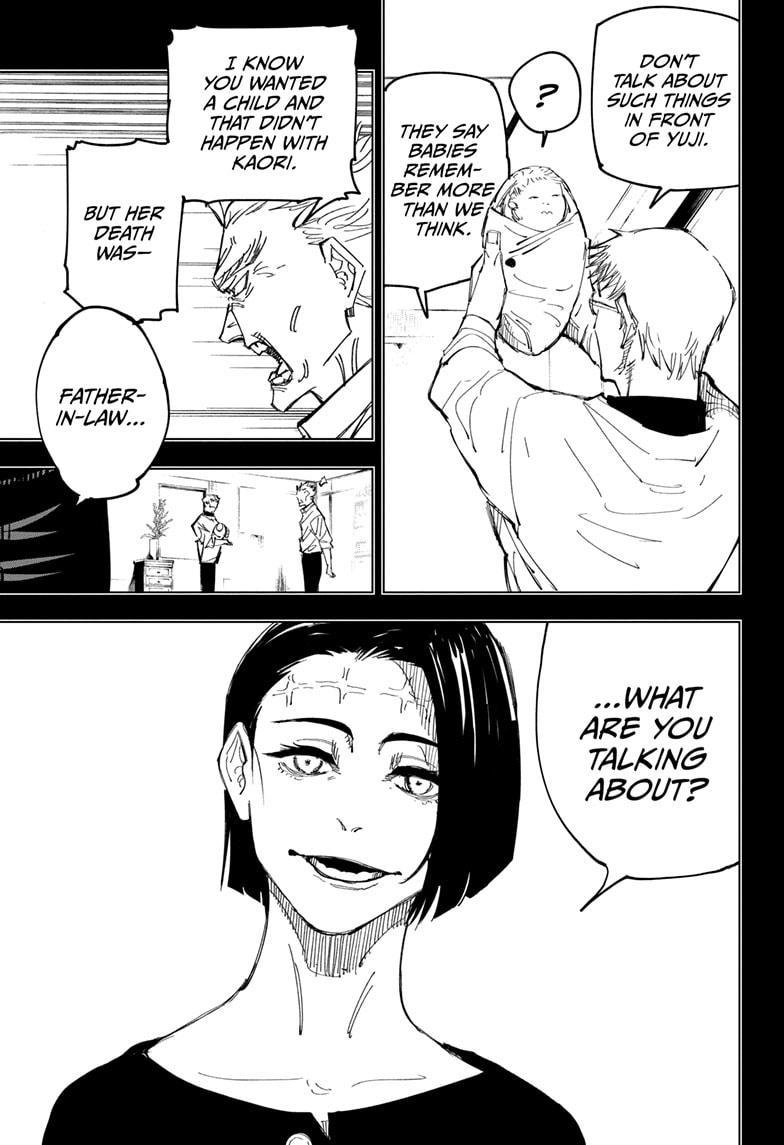 DON'T
TALK ABOUT
SUCH THINGS
IN FRONT
OF YUJI.
?
THEY SAY
BABIES
REMEM-
BER MORE
THAN WE
THINK.
I KNOW
YOU WANTED
A CHILD AND
THAT DIDN'T
HAPPEN WITH
KAORI.
BUT HER
DEATH
WAS—
FATHER-
IN-LAW...
...WHAT
ARE YOU
TALKING
ABOUT?